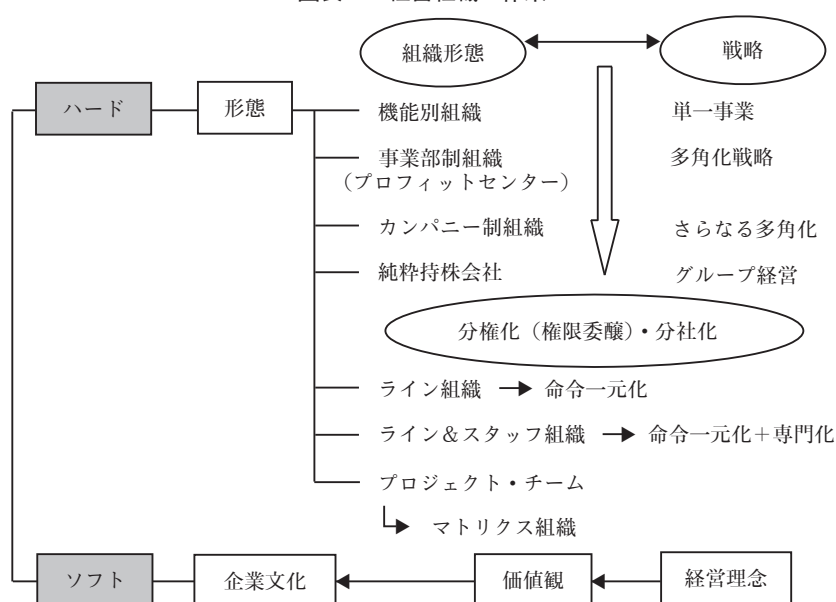 組織形態
戦略
ハード
形態
機能別組織
単一事業
事業部制組織
多角化戦略
（プロフィットセンター）
カンパニー制組織
さらなる多角化
純粋持株会社
グループ経営
分権化（権限委醸）・分社化
ライン組織
命令一元化
ライン＆スタッフ組織
命令一元化＋専門化
プロジェクト・チーム
マトリクス組織
ソフト
企業文化
価値観
経営理念